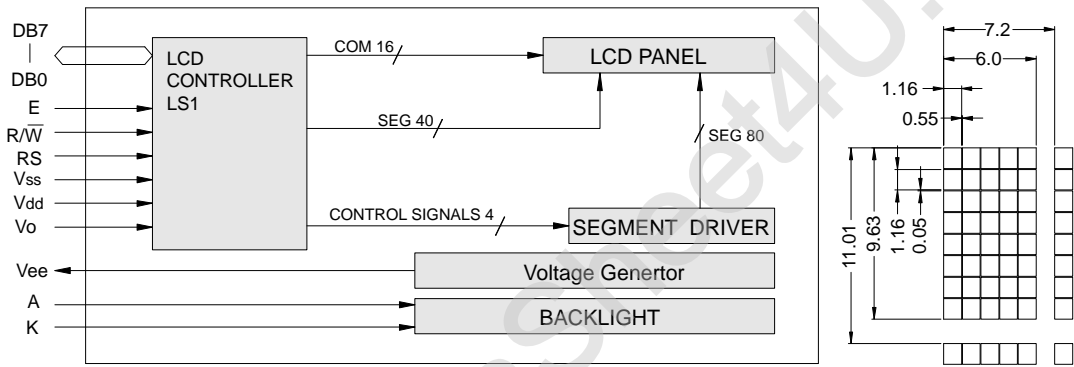 DB7
|
DB0
E
R/W
RS
Vss
Vdd
Vo
Vee
A
K
LCD
CONTROLLER
LS1
COM 16
LCD PANEL
SEG 40
SEG 80
CONTROL SIGNALS 4
SEGMENT DRIVER
Voltage Genertor
BACKLIGHT
7.2
6.0
1.16
0.55
11.01
9.63
1.16
0.05
Sheet4U.